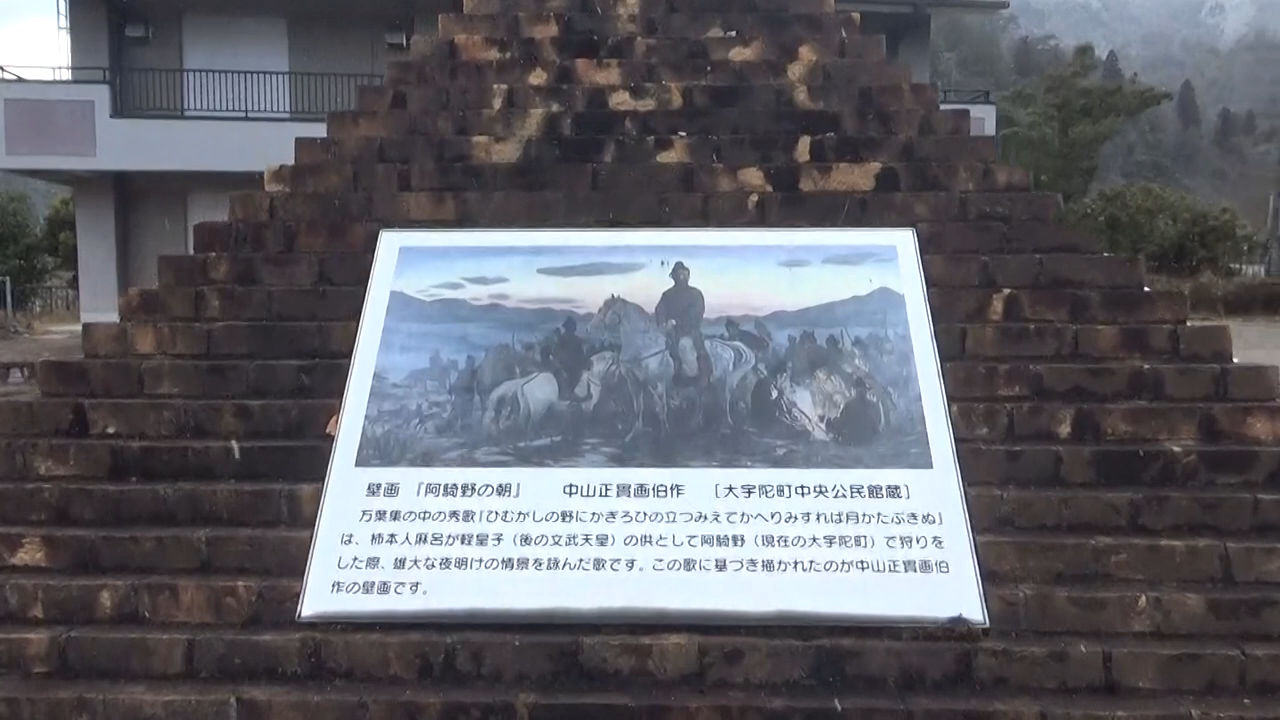 壁画 『阿騎野の朝』 中山正實画伯作 [大宇陀町中央公民館蔵]
万葉集の中の秀歌『ひむがしの野にかぎろひの立つみえてかへりみすれば月かたぶきぬ』
は、柿本人麻呂が軽皇子（後の文武天皇）の供として阿騎野（現在の大宇陀町）で狩りを
した際、雄大な夜明けの情景を詠んだ歌です。この歌に基づき描かれたのが中山正實画伯
作の壁画です。